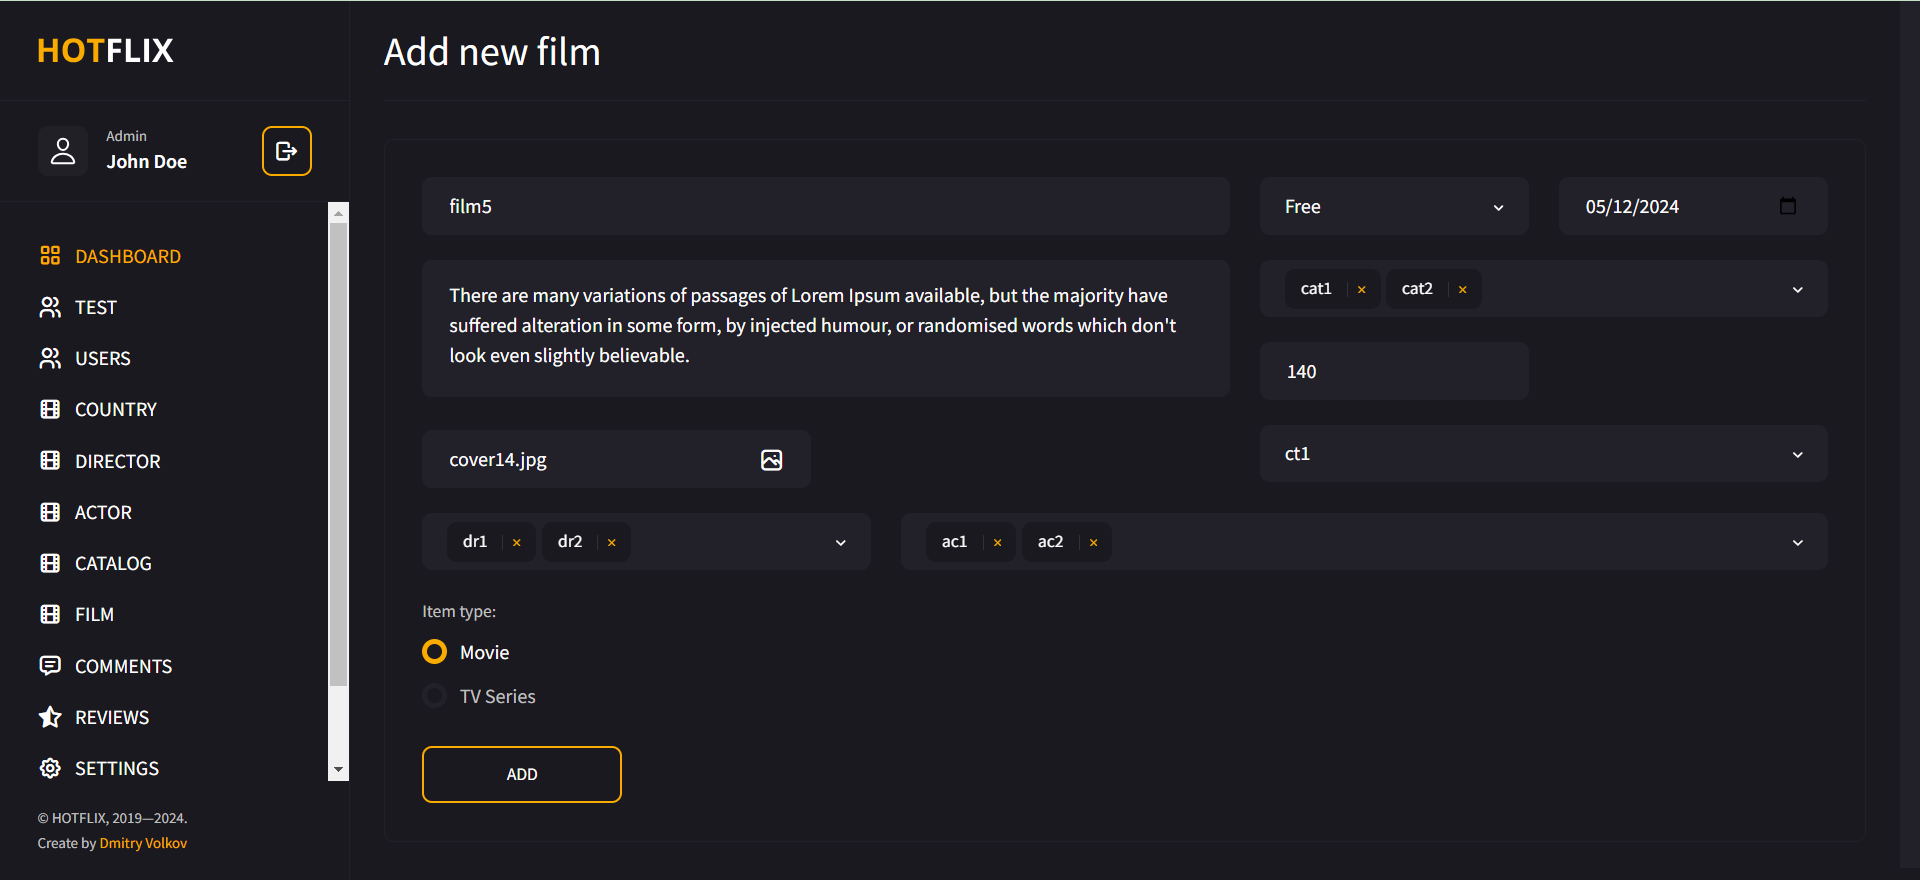 HOTFLIX
Admin
John Doe
DASHBOARD
TEST
USERS
COUNTRY
DIRECTOR
ACTOR
CATALOG
FILM
COMMENTS
REVIEWS
SETTINGS
© HOTFLIX, 2019—2024.
Create by Dmitry Volkov
Add new film
film5
Free
05/12/2024
There are many variations of passages of Lorem Ipsum available, but the majority have
suffered alteration in some form, by injected humour, or randomised words which don't
look even slightly believable.
cat1 × cat2 ×
140
cover14.jpg
ct1
dr1 × dr2 ×
ac1 × ac2 ×
Item type:
Movie
TV Series
ADD